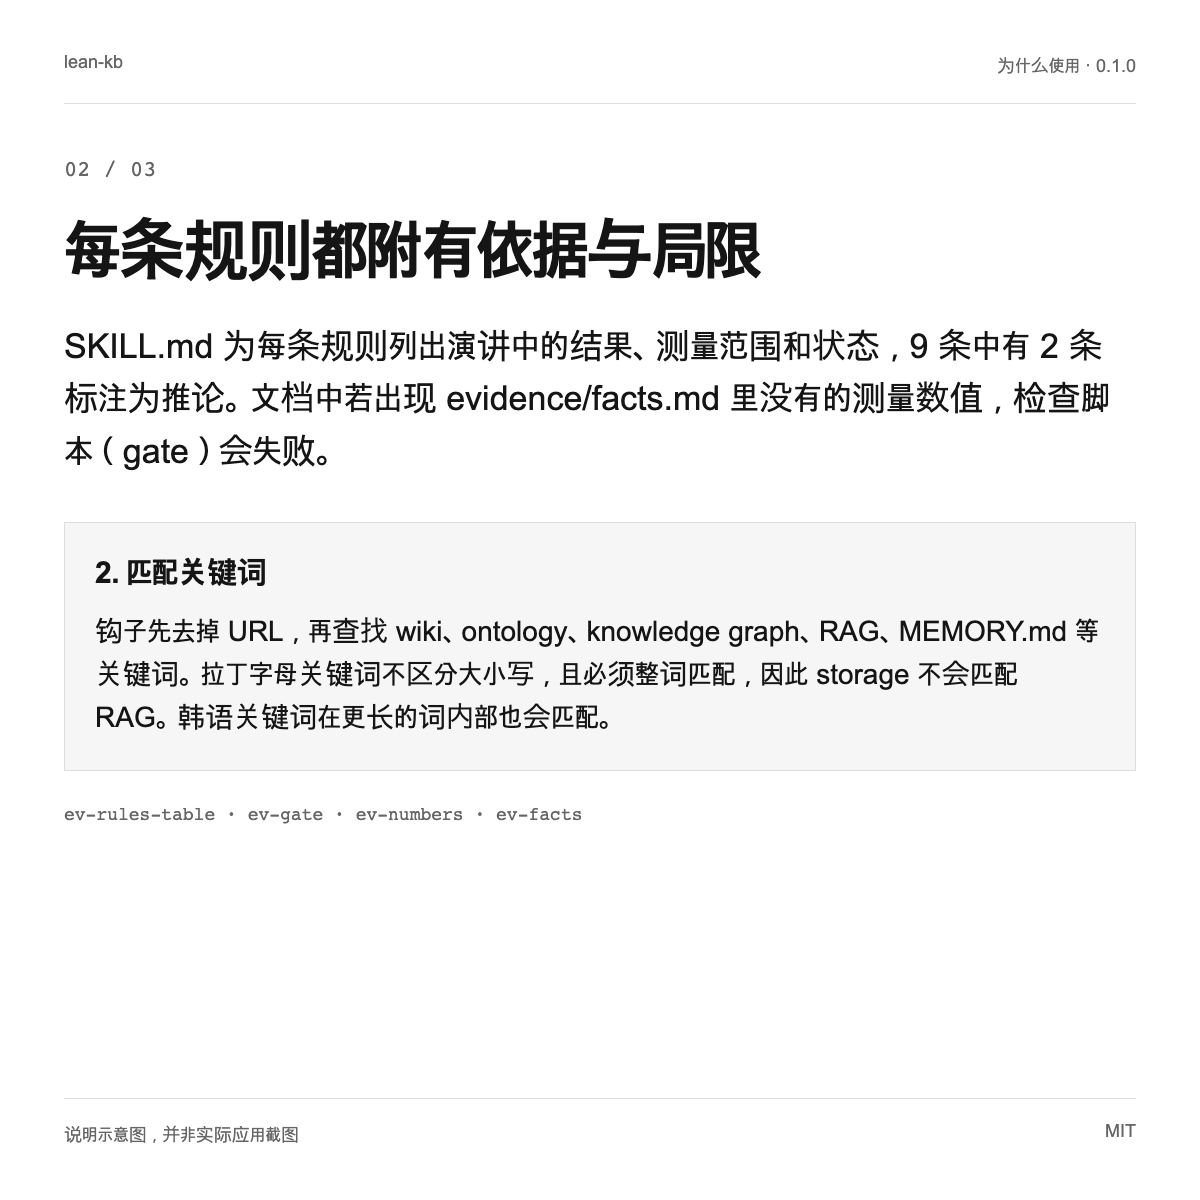 lean-kb
为什么使用 · 0.1.0
02 / 03
每条规则都附有依据与局限
SKILL.md 为每条规则列出演讲中的结果、测量范围和状态，9 条中有 2 条
标注为推论。文档中若出现 evidence/facts.md 里没有的测量数值，检查脚
本（gate）会失败。
2. 匹配关键词
钩子先去掉 URL，再查找 wiki、ontology、knowledge graph、RAG、MEMORY.md 等
关键词。拉丁字母关键词不区分大小写，且必须整词匹配，因此 storage 不会匹配
RAG。韩语关键词在更长的词内部也会匹配。
ev-rules-table · ev-gate · ev-numbers · ev-facts
说明示意图，并非实际应用截图
MIT